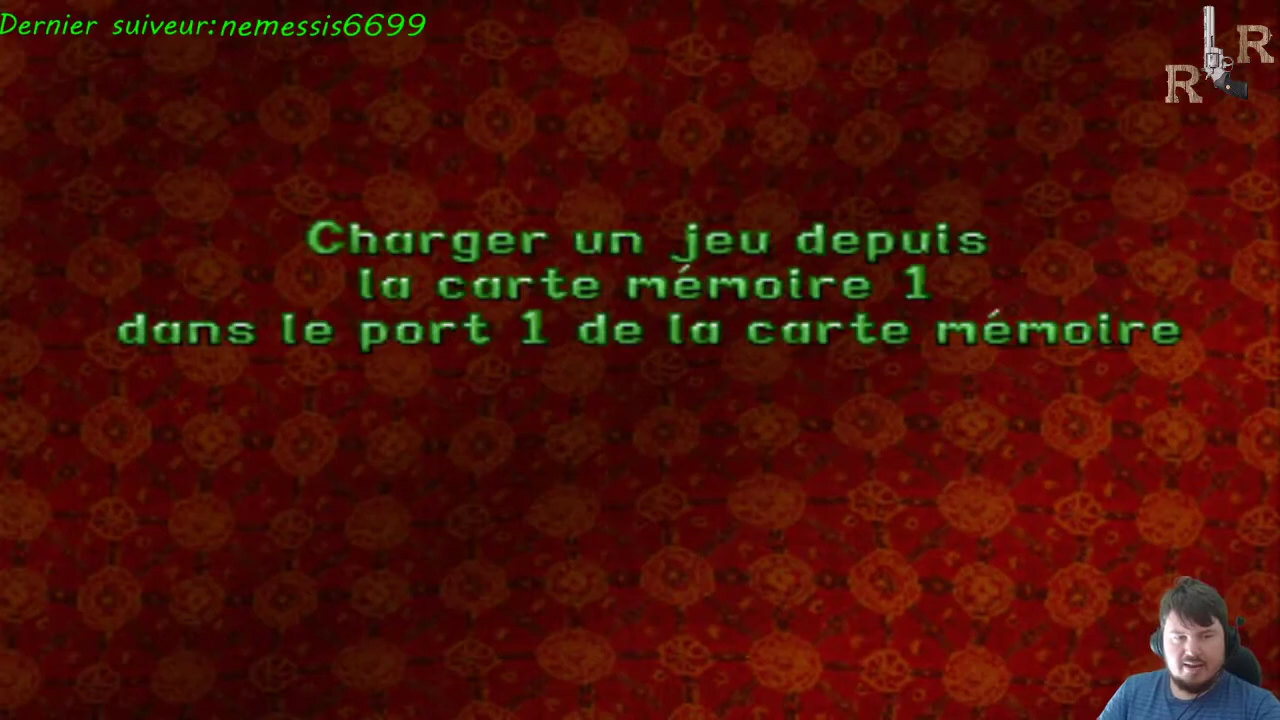 Dernier suiveur:nemessis6699
R
R
Charger un jeu depuis
la carte mémoire 1
dans le port 1 de la carte mémoire